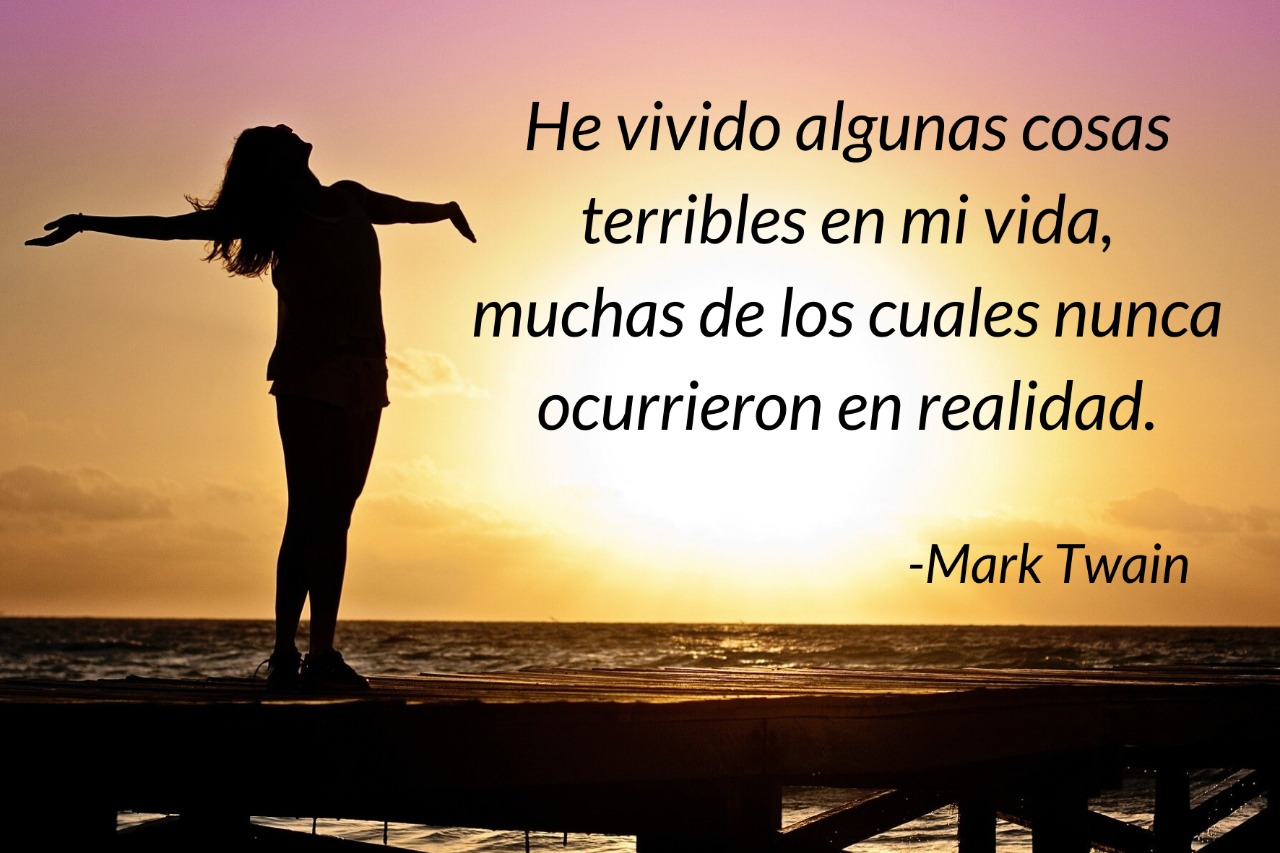 He vivido algunas cosas
terribles en mi vida,
muchas de los cuales nunca
ocurrieron en realidad.
-Mark Twain